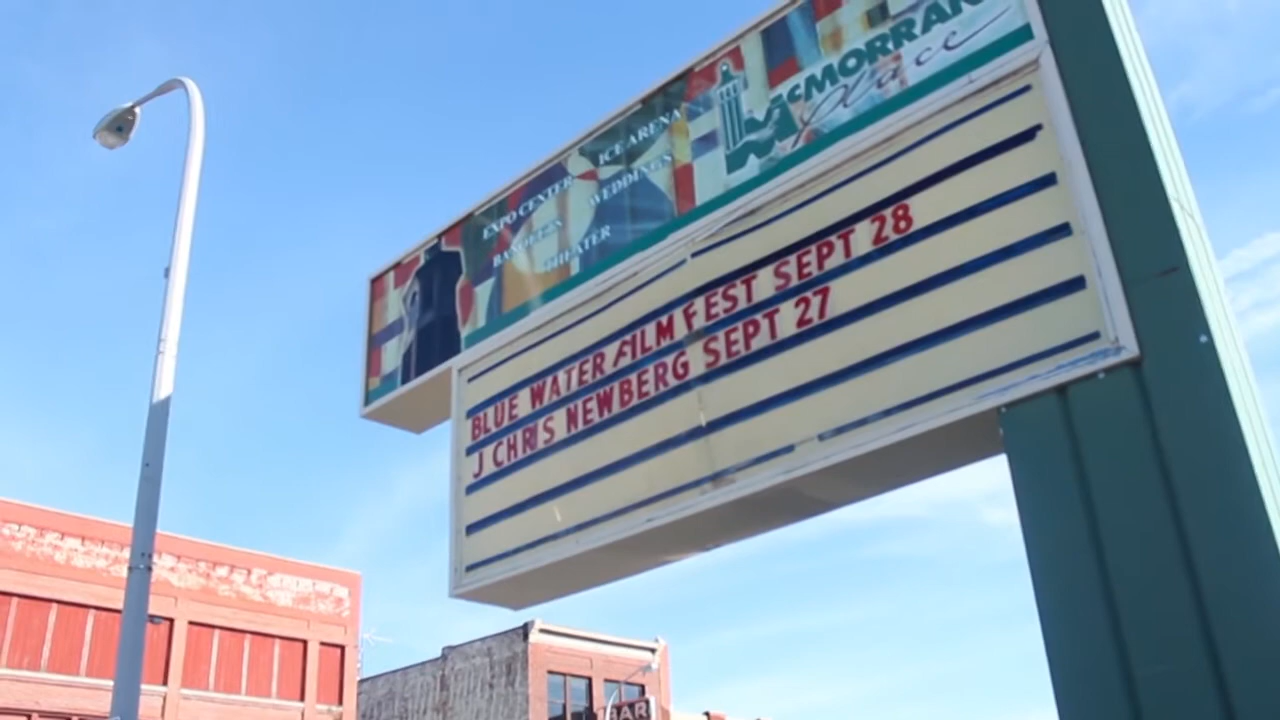 McMORRAN
place
EXPO CENTER ICE ARENA
BANQUETS WEDDINGS
THEATER
BLUE WATER FILM FEST SEPT 28
J CHRIS NEWBERG SEPT 27
BAR